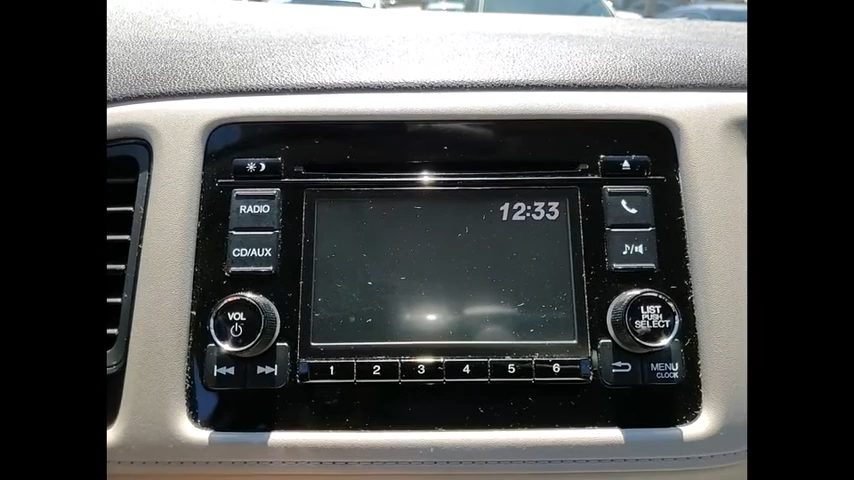 RADIO
12:33
CD/AUX
VOL
LIST
PUSH
SELECT
1 2 3 4 5 6
MENU
CLOCK